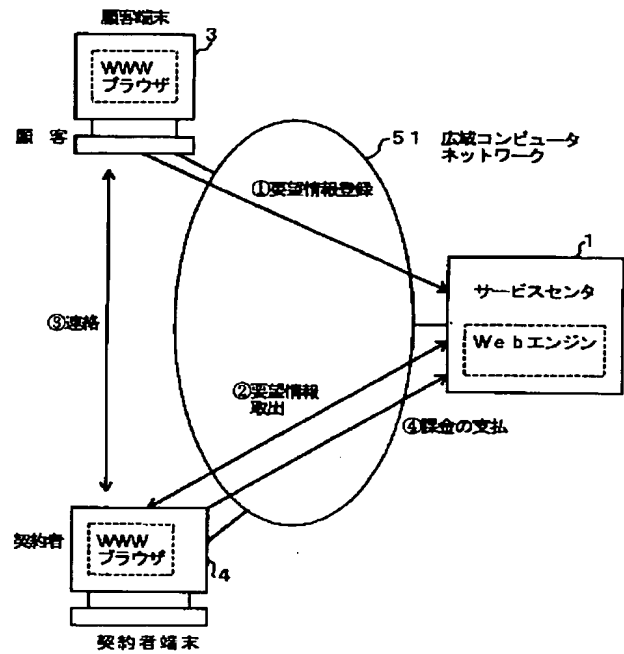 顧客端末
3
WWW
ブラウザ
顧 客
51
広域コンピュータ
ネットワーク
①要望情報登録
1
サービスセンタ
Webエンジン
③連絡
②要望情報
取出
④課金の支払
契約者
WWW
ブラウザ
4
契約者端末